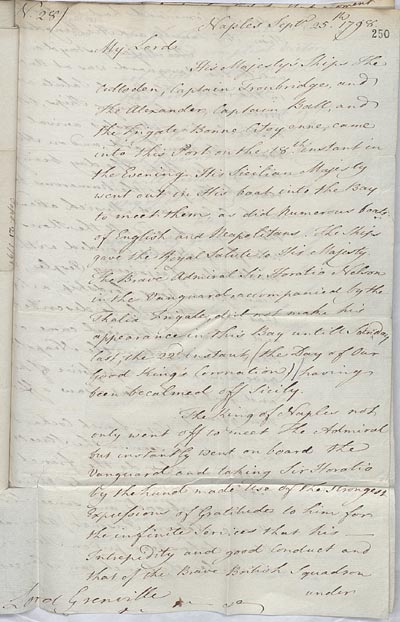 N. 28
Naples Sept.r 25.th 1798
250
My Lord
His Majesty's Ships the
Culloden, Captain Troubridge, and
the Alexander, Captain Ball, and
the Frigate Bonne Citoyenne, came
into this Port on the 18th instant in
the Evening. His Sicilian Majesty
went out in His boat into the Bay
to meet them, as did Numerous boats
of English and Neapolitans. The Ships
gave the Royal Salute to His Majesty
The Brave Admiral Sir Horatio Nelson
in the Vanguard accompanied by the
Thalia Frigate, did not make his
appearance in this Bay until Saturday
last, the 22d instant, (the Day of Our
Good King's Coronation) having
been becalmed off Sicily.
The King of Naples not
only went off to meet the Admiral
but instantly went on board the
Vanguard and taking Sir Horatio
by the hand made Use of the Strongest
Expressions of Gratitude to him for
the infinite Services that his
Intrepidity and good Conduct and
that of the Brave British Squadron
under
Lord Grenville